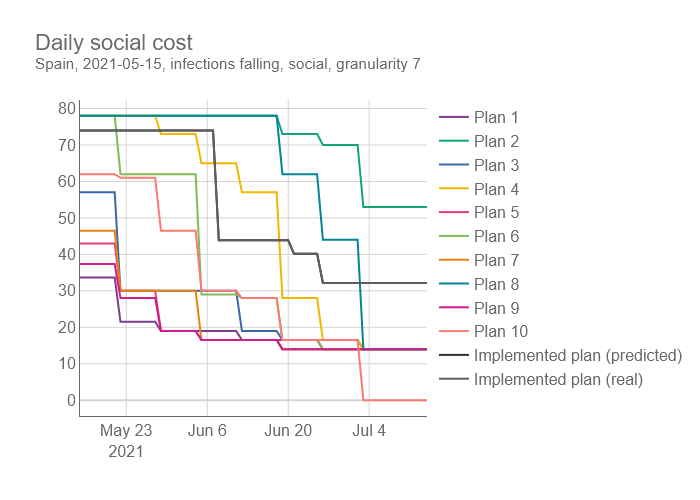 Daily social cost
Spain, 2021-05-15, infections falling, social, granularity 7
80
70
60
50
40
30
20
10
0
May 23
2021
Jun 6
Jun 20
Jul 4
Plan 1
Plan 2
Plan 3
Plan 4
Plan 5
Plan 6
Plan 7
Plan 8
Plan 9
Plan 10
Implemented plan (predicted)
Implemented plan (real)